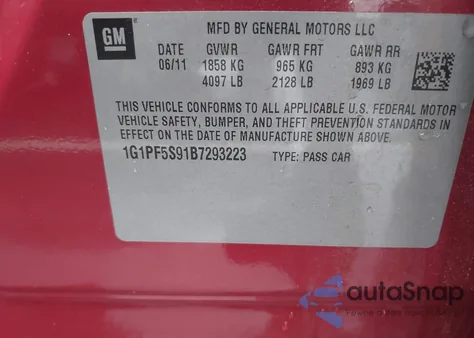 GM
MFD BY GENERAL MOTORS LLC
DATE GVWR GAWR FRT GAWR RR
06/11 1858 KG 965 KG 893 KG
4097 LB 2128 LB 1969 LB
THIS VEHICLE CONFORMS TO ALL APPLICABLE U.S. FEDERAL MOTOR
VEHICLE SAFETY, BUMPER, AND THEFT PREVENTION STANDARDS IN
EFFECT ON THE DATE OF MANUFACTURE SHOWN ABOVE.
1G1PF5S91B7293223 TYPE: PASS CAR
autoSnap